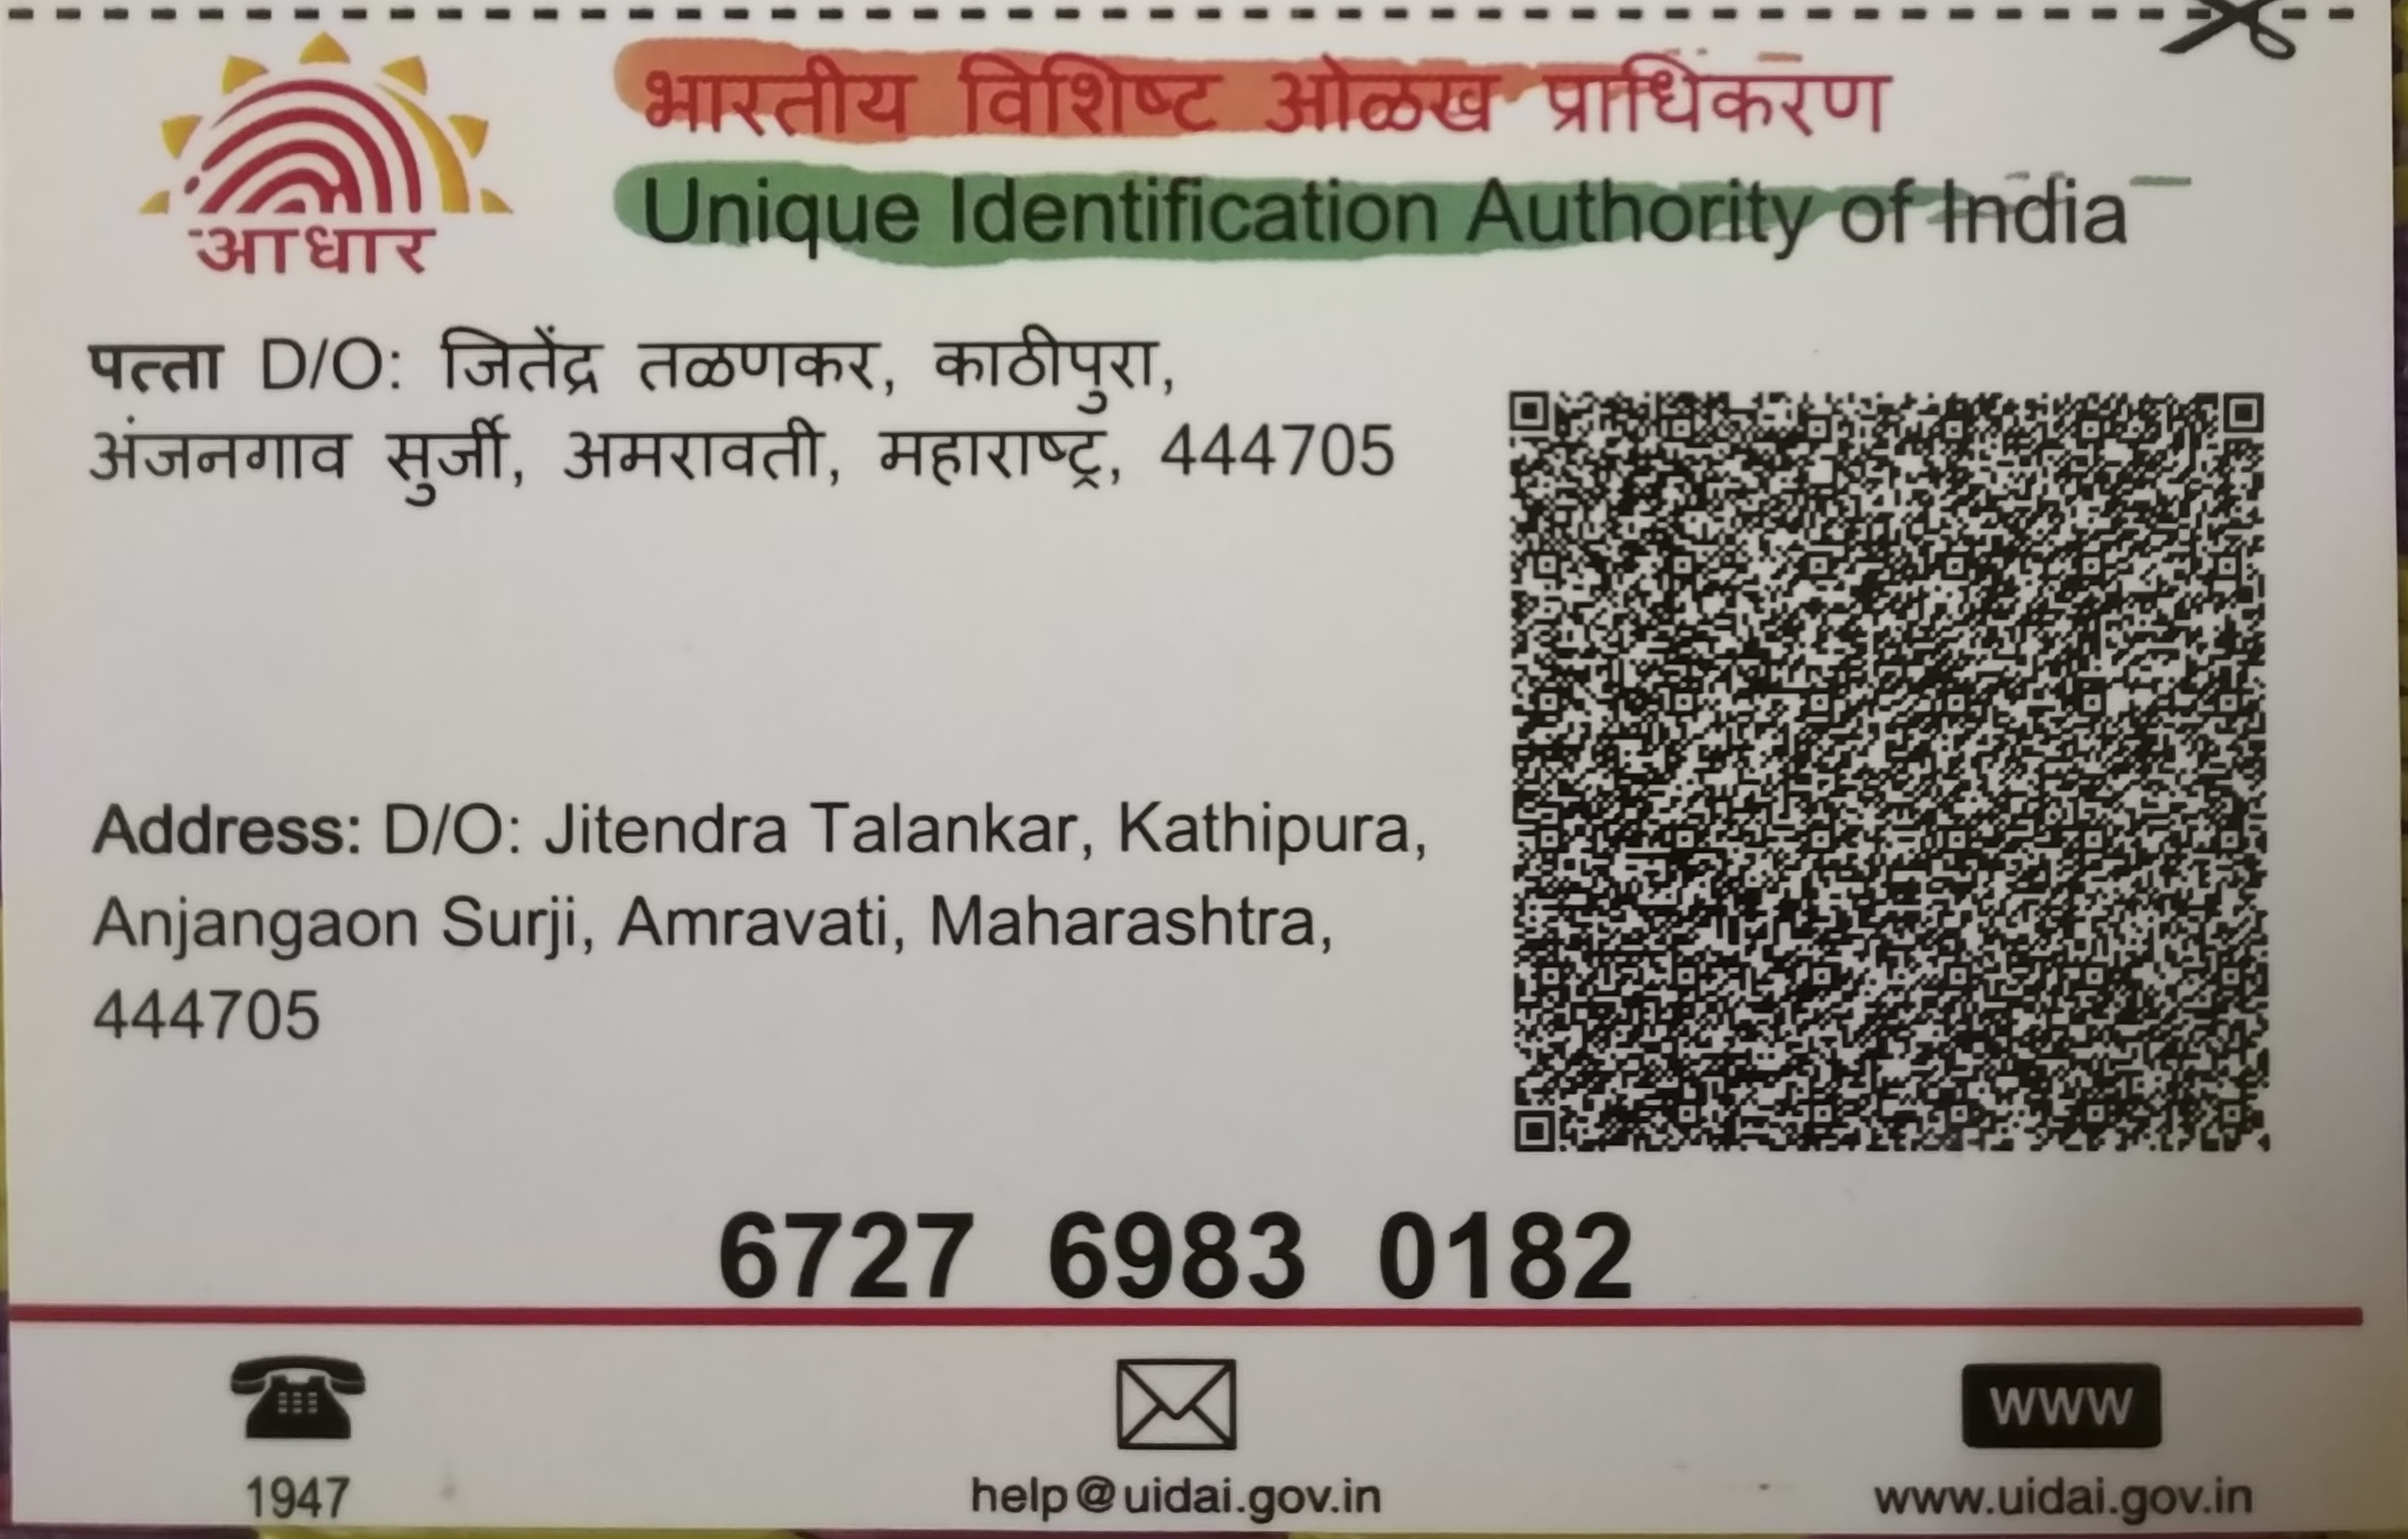 भारतीय विशिष्ट ओळख प्राधिकरण
Unique Identification Authority of India
आधार
पत्ता D/O: जितेंद्र तळणकर, काठीपुरा,
अंजनगाव सुर्जी, अमरावती, महाराष्ट्र, 444705
Address: D/O: Jitendra Talankar, Kathipura,
Anjangaon Surji, Amravati, Maharashtra,
444705
6727 6983 0182
WWW
1947
help@uidai.gov.in
www.uidai.gov.in